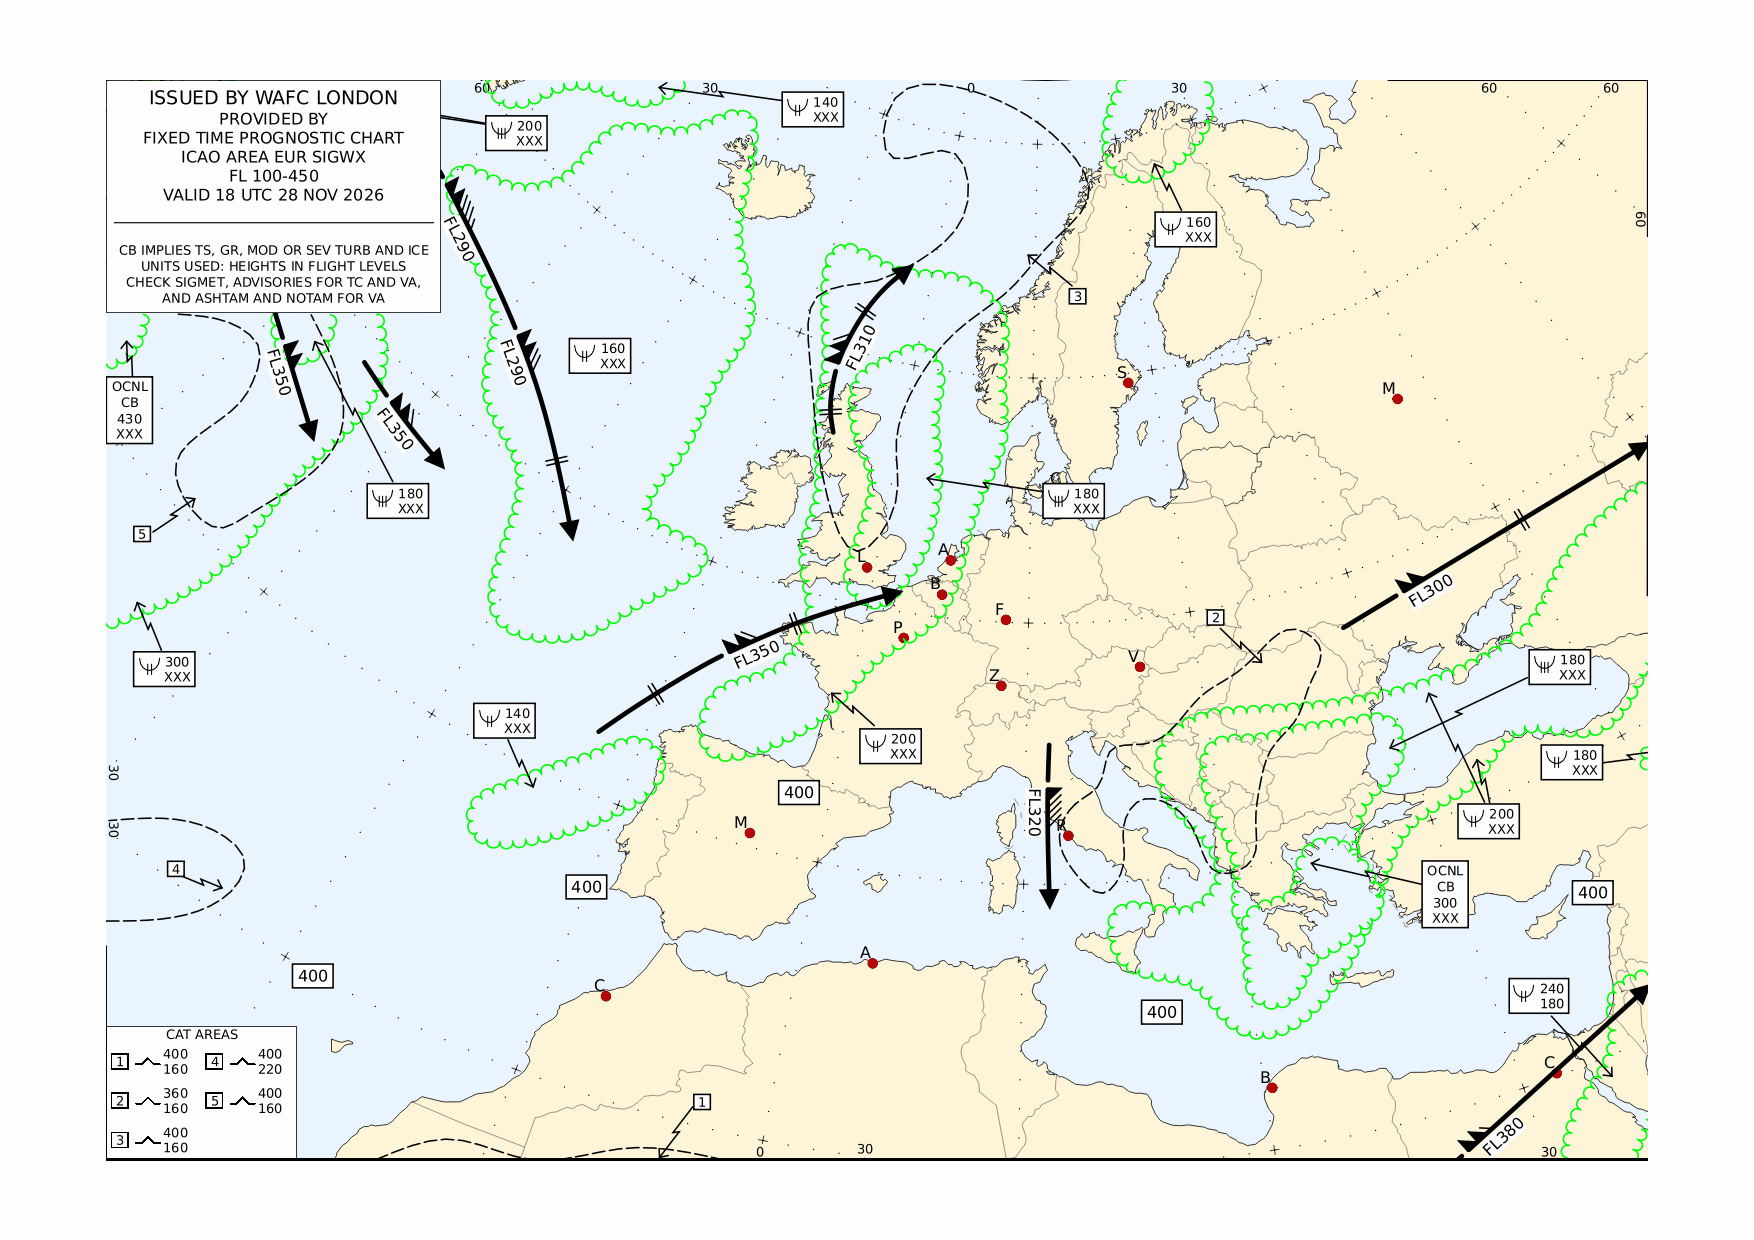 ISSUED BY WAFC LONDON
PROVIDED BY
FIXED TIME PROGNOSTIC CHART
ICAO AREA EUR SIGWX
FL 100-450
VALID 18 UTC 28 NOV 2026
CB IMPLIES TS, GR, MOD OR SEV TURB AND ICE
UNITS USED: HEIGHTS IN FLIGHT LEVELS
CHECK SIGMET, ADVISORIES FOR TC AND VA,
AND ASHTAM AND NOTAM FOR VA
60
30
0
30
60
60
60
200
XXX
140
XXX
160
XXX
3
FL290
FL290
FL310
160
XXX
FL350
FL350
OCNL
CB
430
XXX
S
M
180
XXX
G
180
XXX
5
A
L
B
F
P
FL300
2
V
Z
FL350
300
XXX
180
XXX
140
XXX
200
XXX
180
XXX
30
30
400
M
FL320
R
200
XXX
4
400
OCNL
CB
300
XXX
400
A
C
400
400
240
180
C
B
1
FL380
0
30
30
CAT AREAS
1 400
160
4 400
220
2 360
160
5 400
160
3 400
160